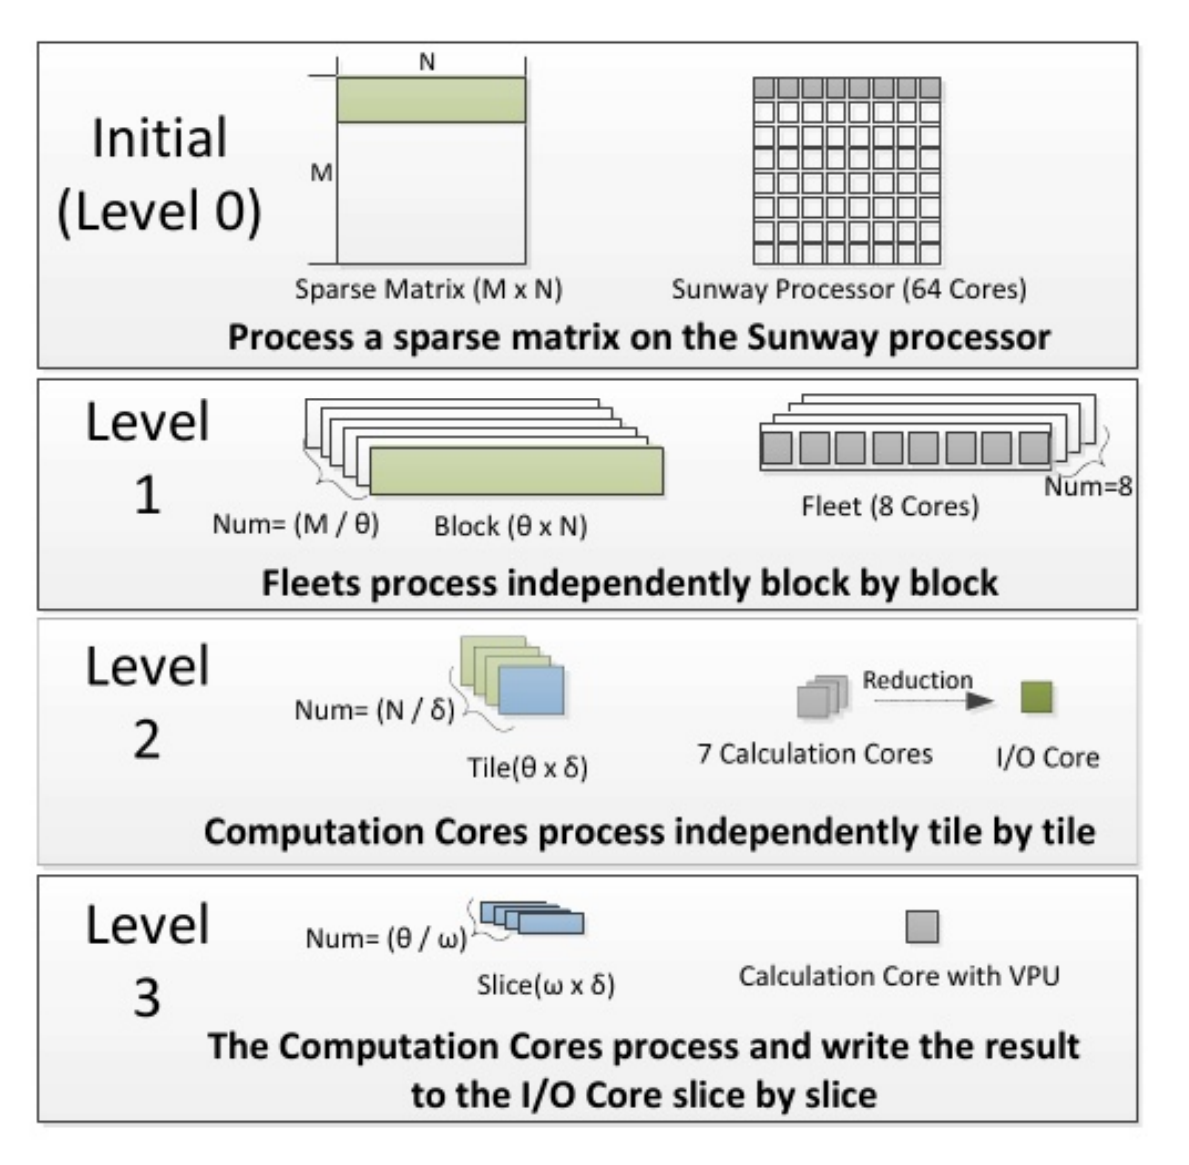 Initial
(Level 0)
N
M
Sparse Matrix (M x N)
Sunway Processor (64 Cores)
Process a sparse matrix on the Sunway processor
Level
1
Num= (M / θ)
Block (θ x N)
Fleet (8 Cores)
Num=8
Fleets process independently block by block
Level
2
Num= (N / δ)
Tile(θ x δ)
7 Calculation Cores
Reduction
I/O Core
Computation Cores process independently tile by tile
Level
3
Num= (θ / ω)
Slice(ω x δ)
Calculation Core with VPU
The Computation Cores process and write the result
to the I/O Core slice by slice